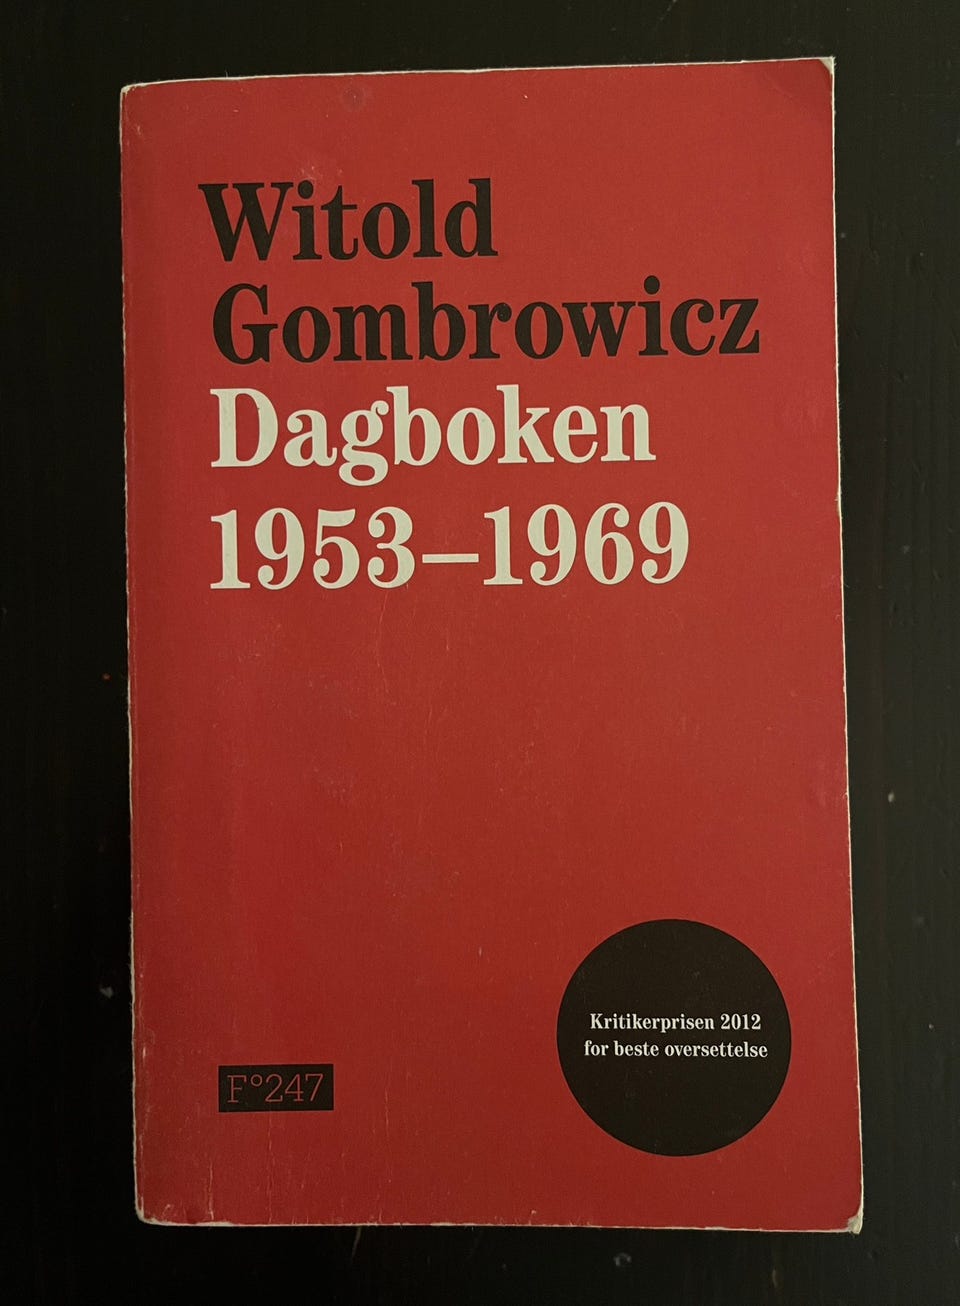 Witold
Gombrowicz
Dagboken
1953–1969
Kritikerprisen 2012
for beste oversettelse
F°247